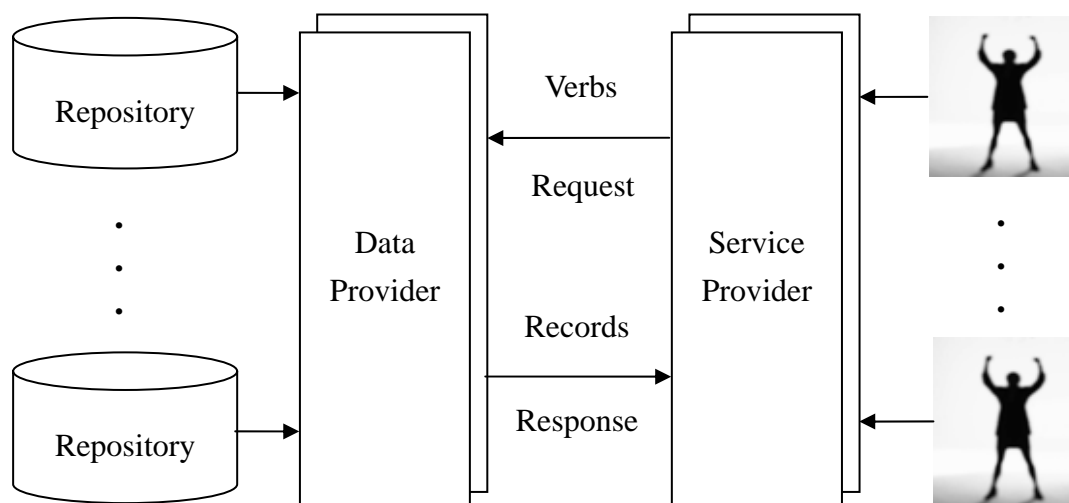 Repository
Verbs
Request
Data
Provider
Service
Provider
Records
Response
Repository